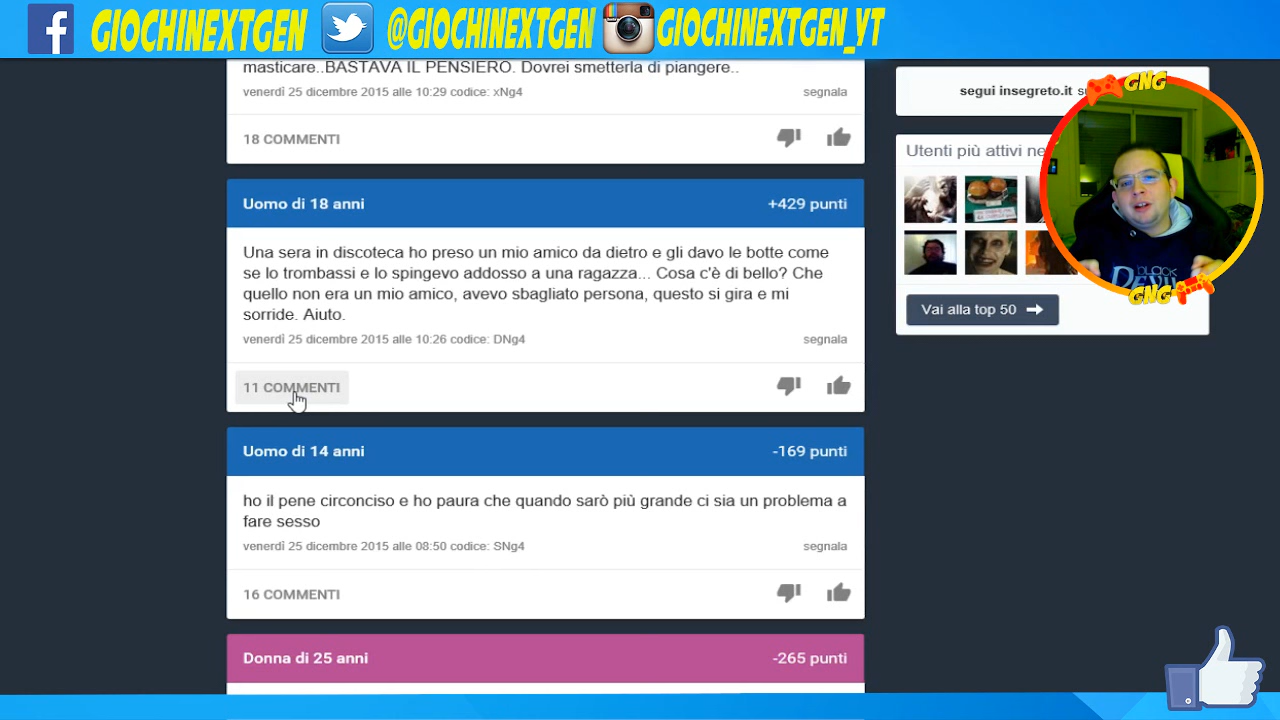 GIOCHINEXTGEN
@GIOCHINEXTGEN
GIOCHINEXTGEN_YT
masticare..BASTAVA IL PENSIERO. Dovrei smetterla di piangere..
venerdì 25 dicembre 2015 alle 10:29 codice: xNg4
segnala
18 COMMENTI
Uomo di 18 anni
+429 punti
Una sera in discoteca ho preso un mio amico da dietro e gli davo le botte come
se lo trombassi e lo spingevo addosso a una ragazza... Cosa c'è di bello? Che
quello non era un mio amico, avevo sbagliato persona, questo si gira e mi
sorride. Aiuto.
venerdì 25 dicembre 2015 alle 10:26 codice: DNg4
segnala
11 COMMENTI
Uomo di 14 anni
-169 punti
ho il pene circonciso e ho paura che quando sarò più grande ci sia un problema a
fare sesso
venerdì 25 dicembre 2015 alle 08:50 codice: SNg4
segnala
16 COMMENTI
Donna di 25 anni
-265 punti
segui insegreto.it
Utenti più attivi
Vai alla top 50
GNG
BLACK
GNG